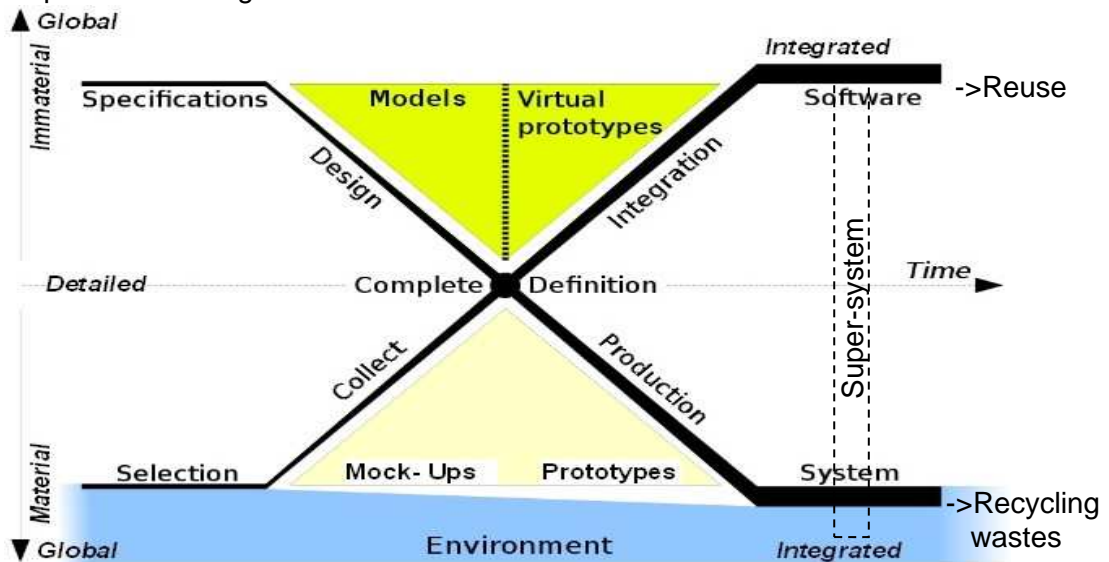 Global
Integrated
Immaterial
Specifications
Models
Virtual
prototypes
Software
->Reuse
Design
Integration
Super-system
Detailed
Complete
Definition
Time
Collect
Production
Material
Selection
Mock- Ups
Prototypes
System
->Recycling
wastes
Environment
Global
Integrated